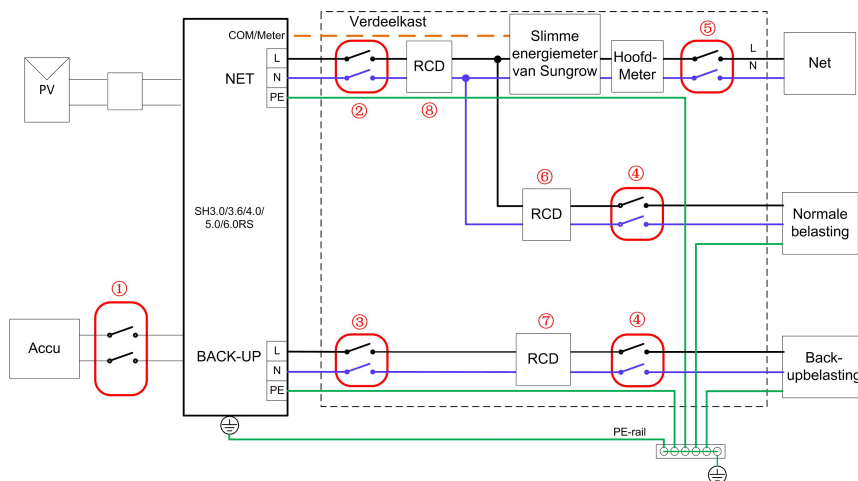 Verdeelkast
COM/Meter
L
N
PE
NET
②
RCD
⑧
Slimme
energiemeter
van Sungrow
Hoofd-
Meter
⑤
L
N
Net
PV
SH3.0/3.6/4.0/
5.0/6.0RS
⑥
RCD
④
Normale
belasting
①
Accu
BACK-UP
L
N
PE
③
⑦
RCD
④
Back-
upbelasting
PE-rail